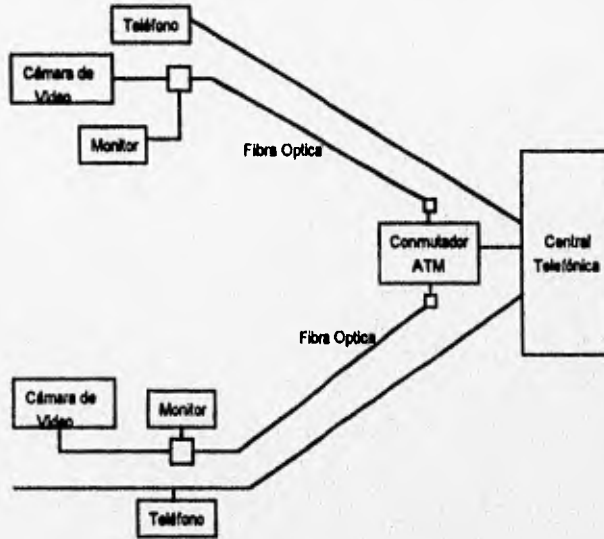 Teléfono
Cámara de
Video
Monitor
Fibra Optica
Conmutador
ATM
Central
Telefónica
Fibra Optica
Cámara de
Video
Monitor
Teléfono